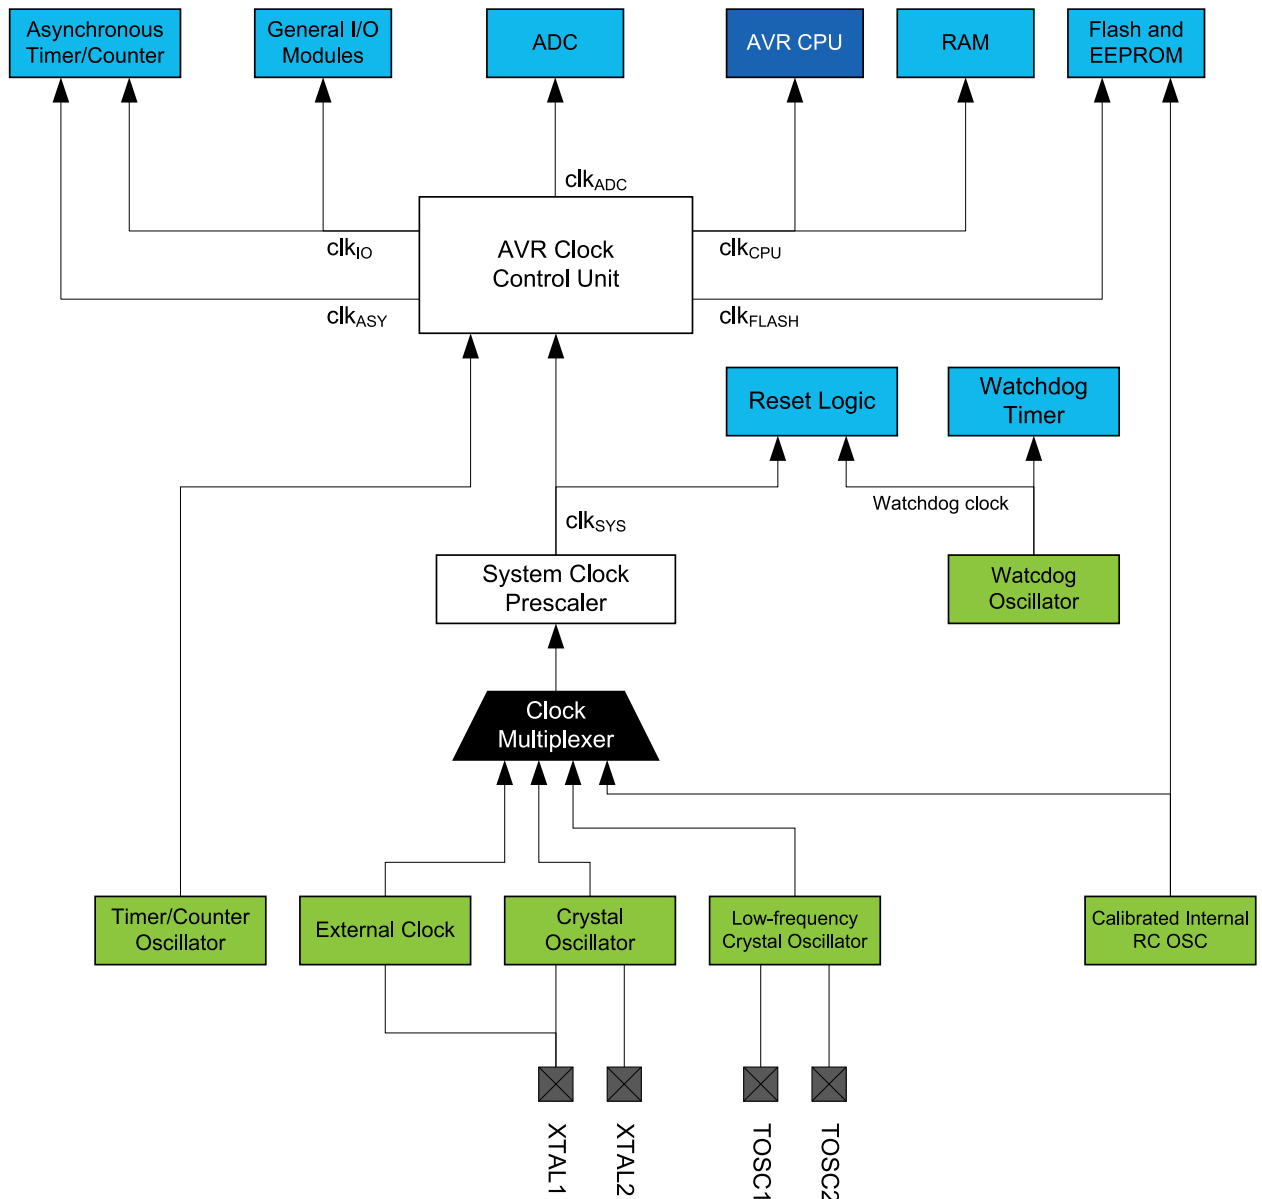 Asynchronous
Timer/Counter
General I/O
Modules
ADC
AVR CPU
RAM
Flash and
EEPROM
clkADC
AVR Clock
Control Unit
clkIO
clkCPU
clkASY
clkFLASH
Reset Logic
Watchdog
Timer
Watchdog clock
clkSYS
System Clock
Prescaler
Watcdog
Oscillator
Clock
Multiplexer
Timer/Counter
Oscillator
External Clock
Crystal
Oscillator
Low-frequency
Crystal Oscillator
Calibrated Internal
RC OSC
XTAL1
XTAL2
TOSC1
TOSC2